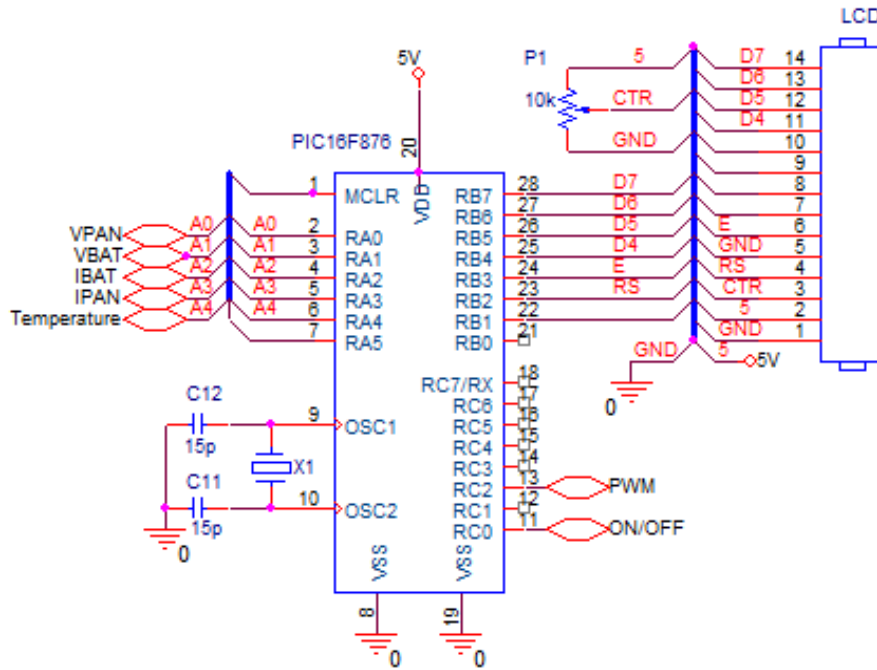 LCD
5V
P1
10k
5
CTR
GND
D7 14
D6 13
D5 12
D4 11
10
9
8
7
E 6
GND 5
RS 4
CTR 3
5 2
GND 1
PIC16F876
20
VDD
1 MCLR
VPAN A0 A0 2 RA0
VBAT A1 A1 3 RA1
IBAT A2 A2 4 RA2
IPAN A3 A3 5 RA3
Temperature A4 A4 6 RA4
7 RA5
RB7 28 D7
RB6 27 D6
RB5 26 D5
RB4 25 D4
RB3 24 E
RB2 23 RS
RB1 22
RB0 21
GND 5
5V
0
RC7/RX 18
RC6 17
RC5 16
RC4 15
RC3 14
RC2 13 PWM
RC1 12
RC0 11 ON/OFF
C12
15p
9 OSC1
X1
C11
15p
10 OSC2
0
VSS VSS
8 19
0 0